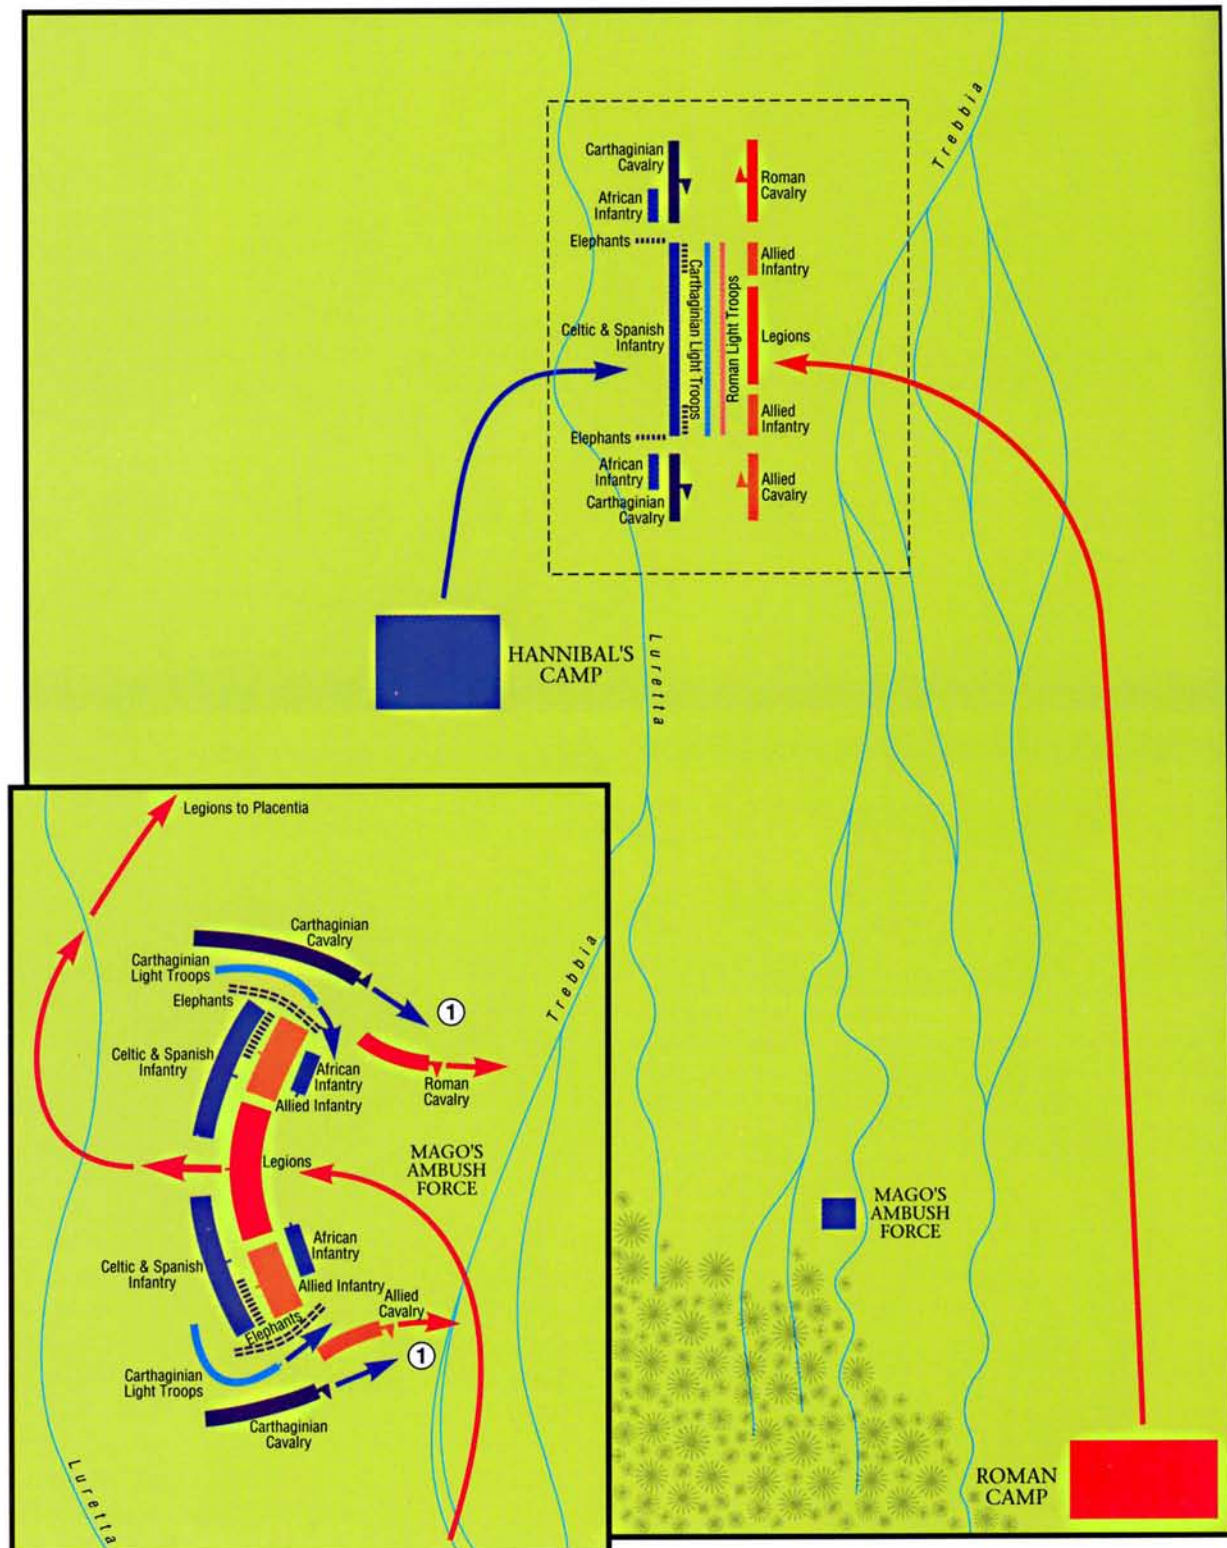 Trebbia
Carthaginian
Cavalry
Roman
Cavalry
African
Infantry
Elephants
Allied
Infantry
Carthaginian Light Troops
Roman Light Troops
Celtic & Spanish
Infantry
Legions
Allied
Infantry
Elephants
African
Infantry
Carthaginian
Cavalry
Allied
Cavalry
Luretta
HANNIBAL'S
CAMP
MAGO'S
AMBUSH
FORCE
ROMAN
CAMP
Legions to Placentia
Carthaginian
Cavalry
Carthaginian
Light Troops
Elephants
Trebbia
1
Celtic & Spanish
Infantry
African
Infantry
Allied Infantry
Roman
Cavalry
Legions
MAGO'S
AMBUSH
FORCE
African
Infantry
Celtic & Spanish
Infantry
Allied Infantry
Allied
Cavalry
Elephants
1
Carthaginian
Light Troops
Carthaginian
Cavalry
Luretta